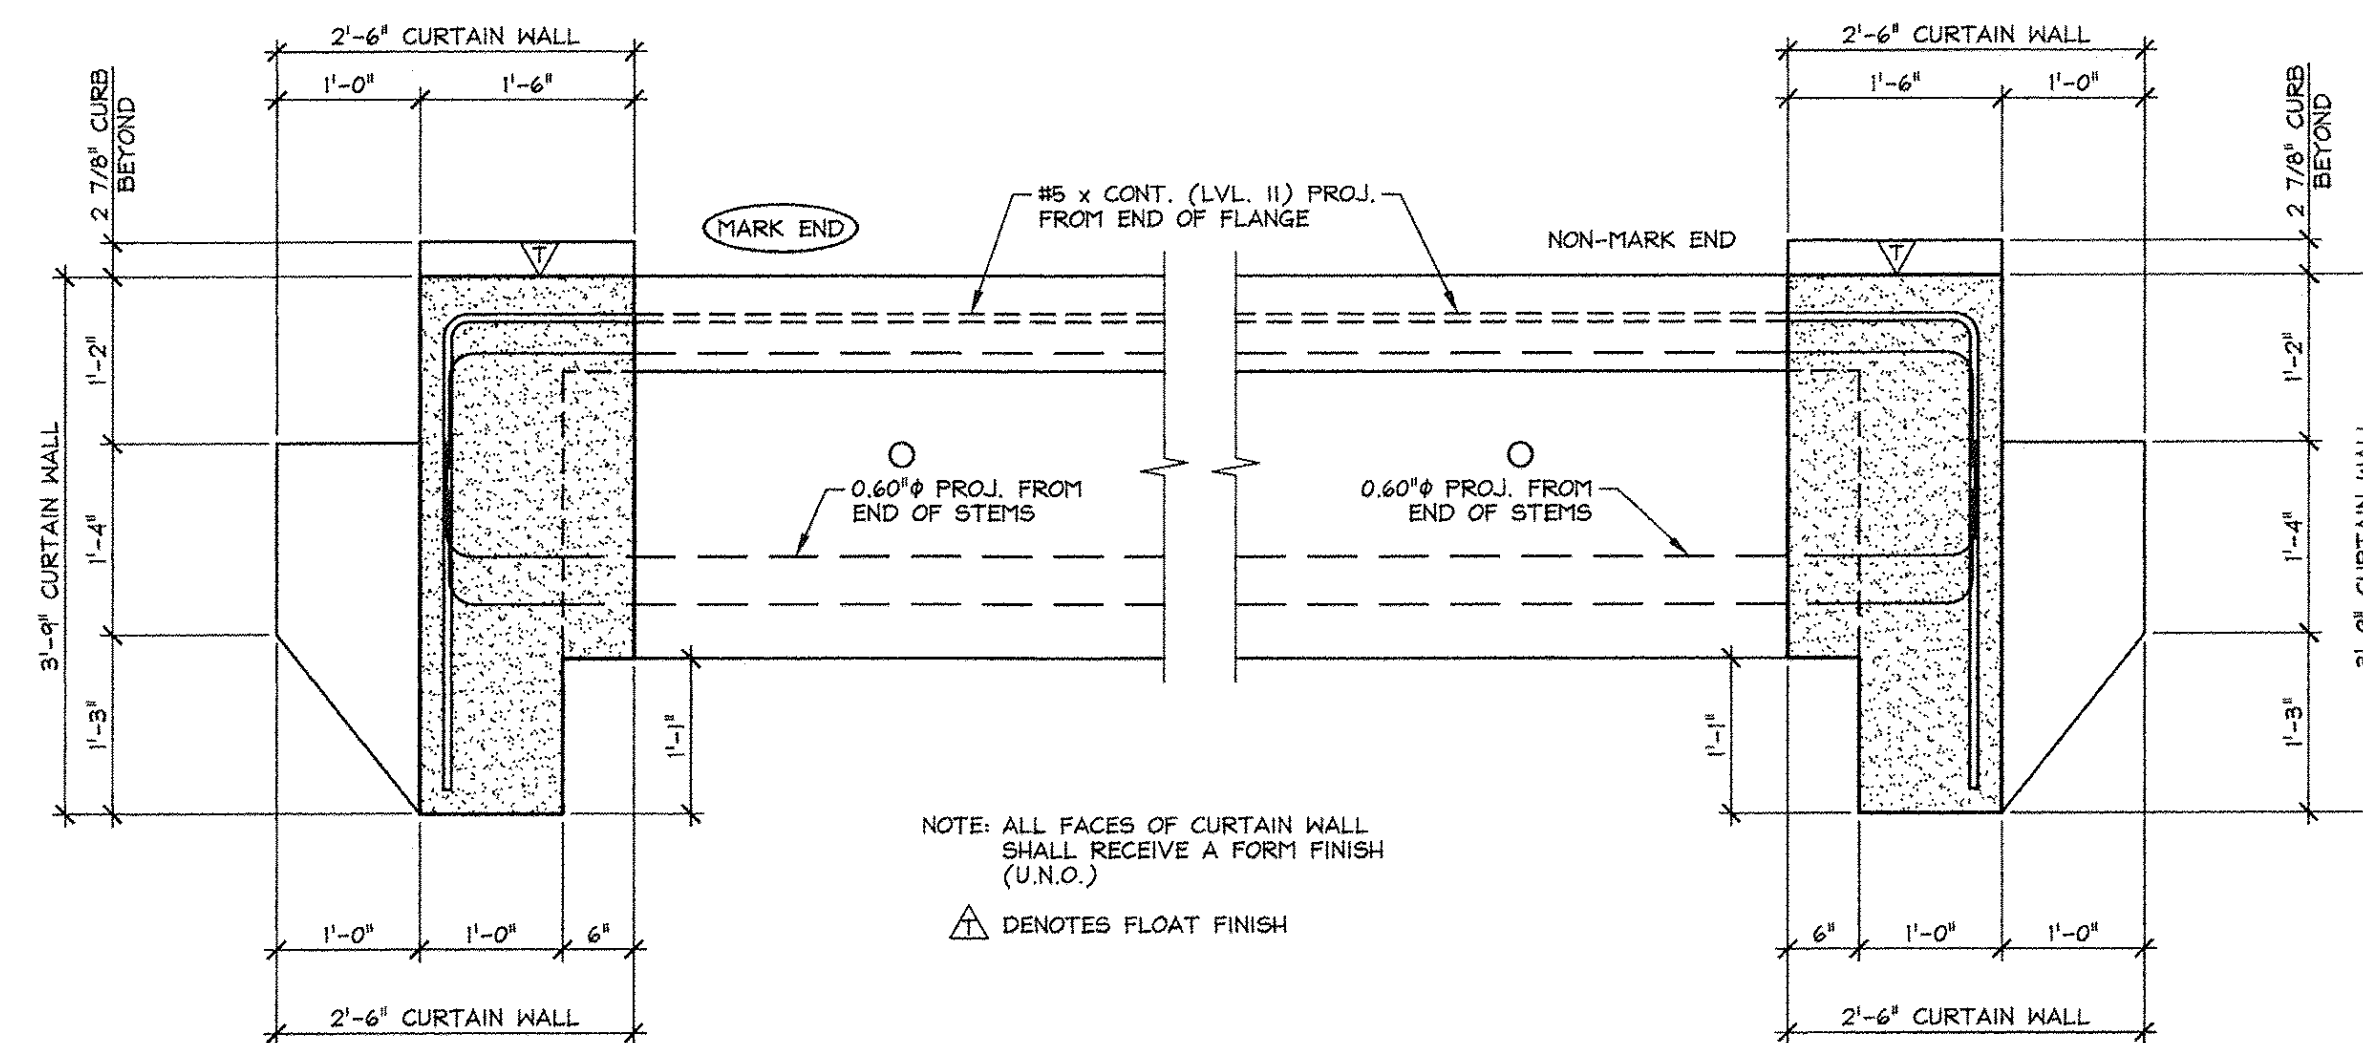 2'-6" CURTAIN WALL
2'-6" CURTAIN WALL
1'-0"
1'-6"
1'-6"
1'-0"
2 7/8" CURB
BEYOND
2 7/8" CURB
BEYOND
#5 x CONT. (LVL. II) PROJ.
FROM END OF FLANGE
MARK END
NON-MARK END
T
T
1'-2"
1'-2"
3'-9" CURTAIN WALL
1'-4"
1'-4"
0.60"φ PROJ. FROM
END OF STEMS
0.60"φ PROJ. FROM
END OF STEMS
1'-3"
1'-1"
1'-1"
1'-3"
NOTE: ALL FACES OF CURTAIN WALL
SHALL RECEIVE A FORM FINISH
(U.N.O.)
T DENOTES FLOAT FINISH
1'-0"
1'-0"
6"
6"
1'-0"
1'-0"
2'-6" CURTAIN WALL
2'-6" CURTAIN WALL